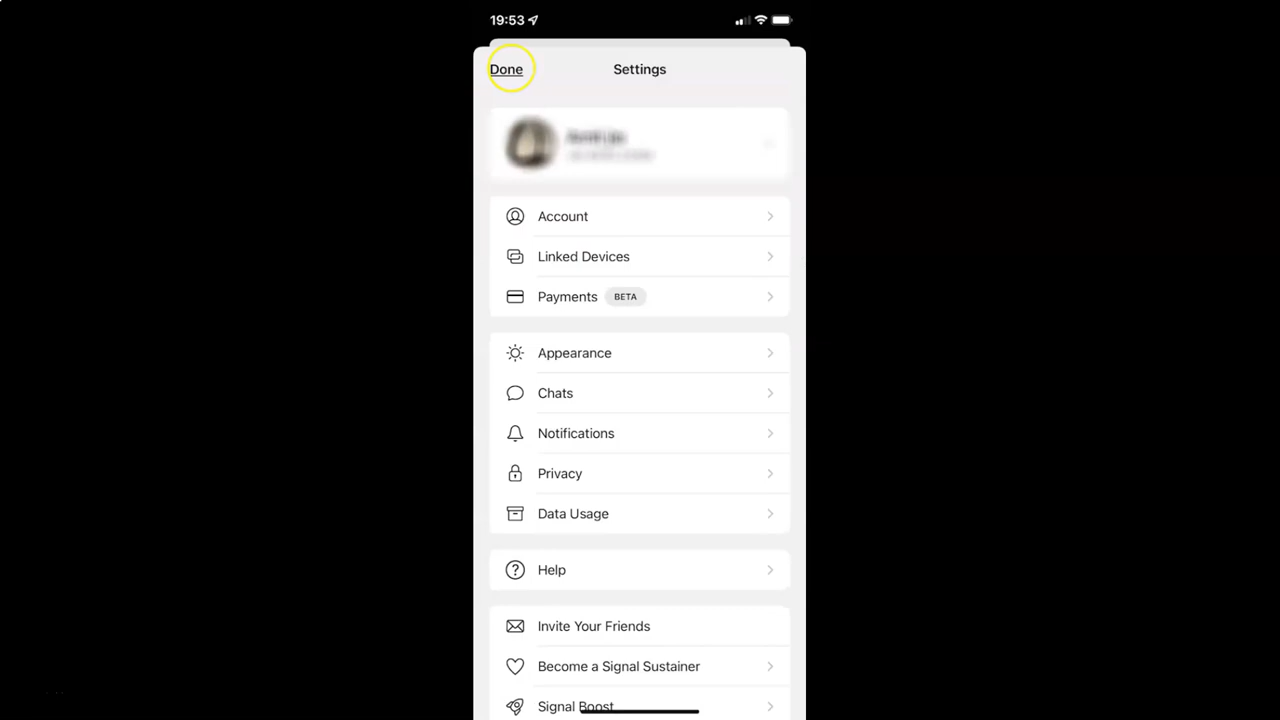 19:53
Done
Settings
Account
Linked Devices
Payments BETA
Appearance
Chats
Notifications
Privacy
Data Usage
Help
Invite Your Friends
Become a Signal Sustainer
Signal Boost